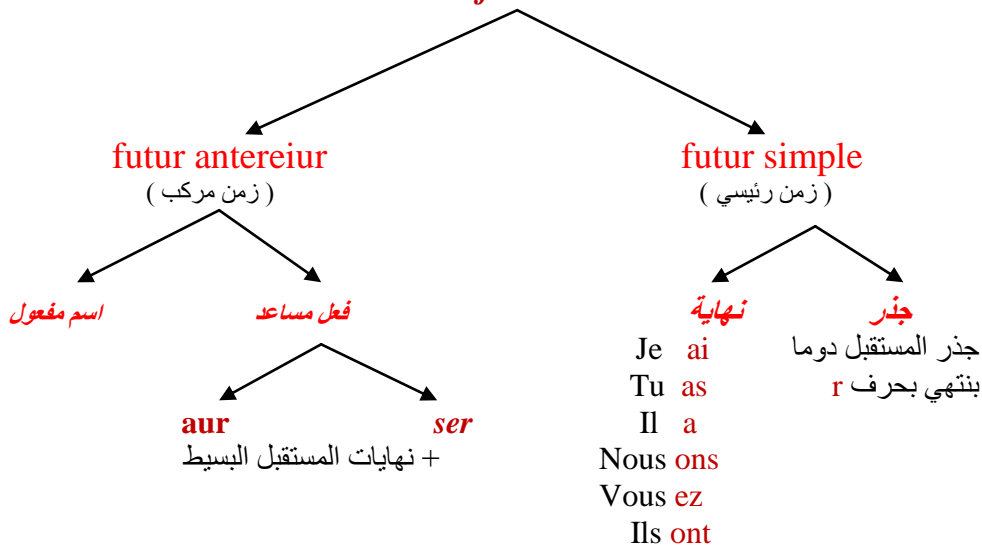 futur antereiur
futur simple
( زمن مركب )
( زمن رئيسي )
اسم مفعول
فعل مساعد
نهاية
جذر
Je ai
جذر المستقبل دوما
Tu as
بنتهي بحرف r
aur
ser
Il a
+ نهايات المستقبل البسيط
Nous ons
Vous ez
Ils ont